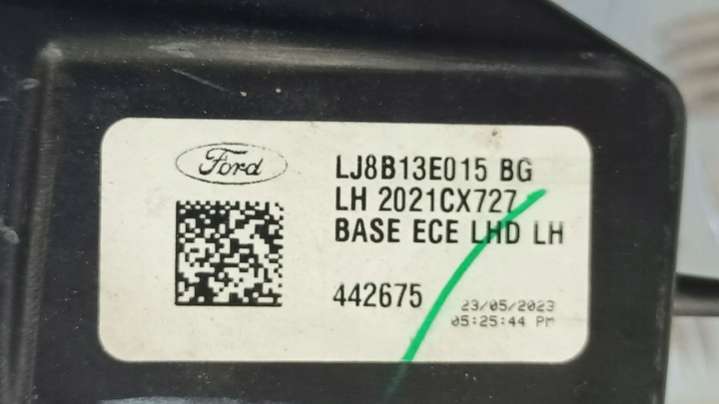 Ford
LJ8B13E015 BG
LH 2021CX727
BASE ECE LHD LH
442675
23/05/2023
05:25:44 PM